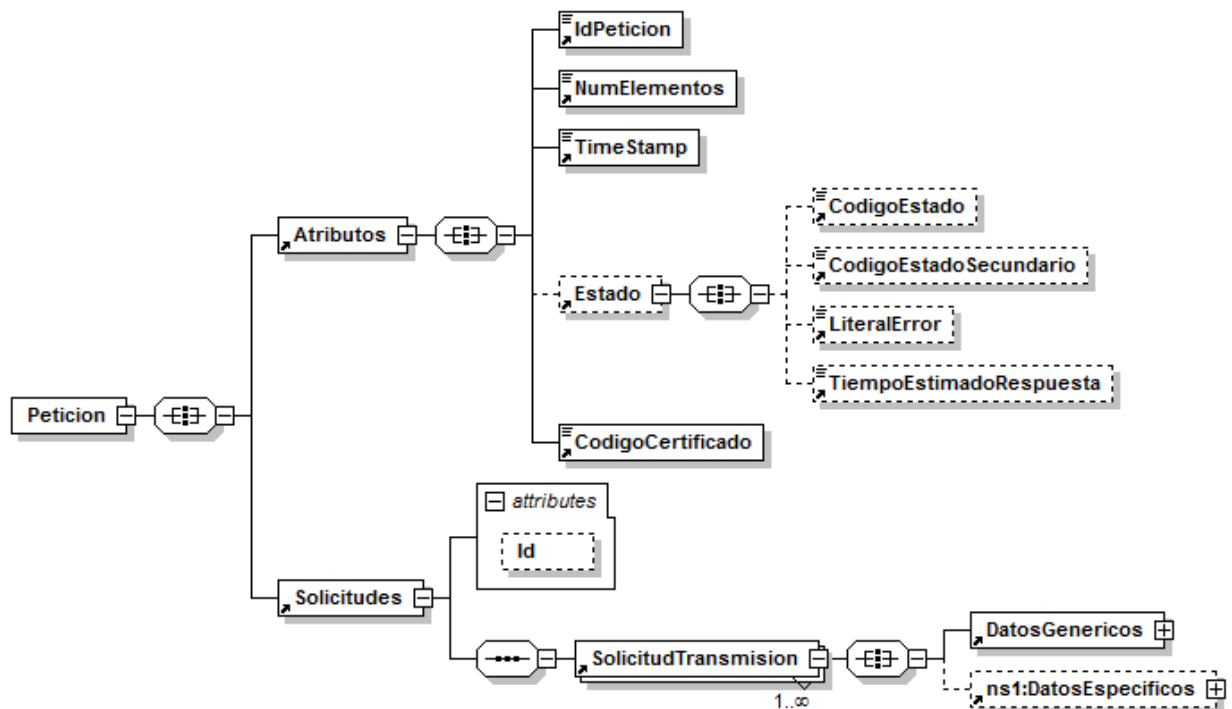 IdPeticion
NumElementos
TimeStamp
CodigoEstado
Atributos
CodigoEstadoSecundario
Estado
LiteralError
TiempoEstimadoRespuesta
Peticion
CodigoCertificado
attributes
Id
Solicitudes
DatosGenericos
SolicitudTransmision
ns1:DatosEspecificos
1..∞